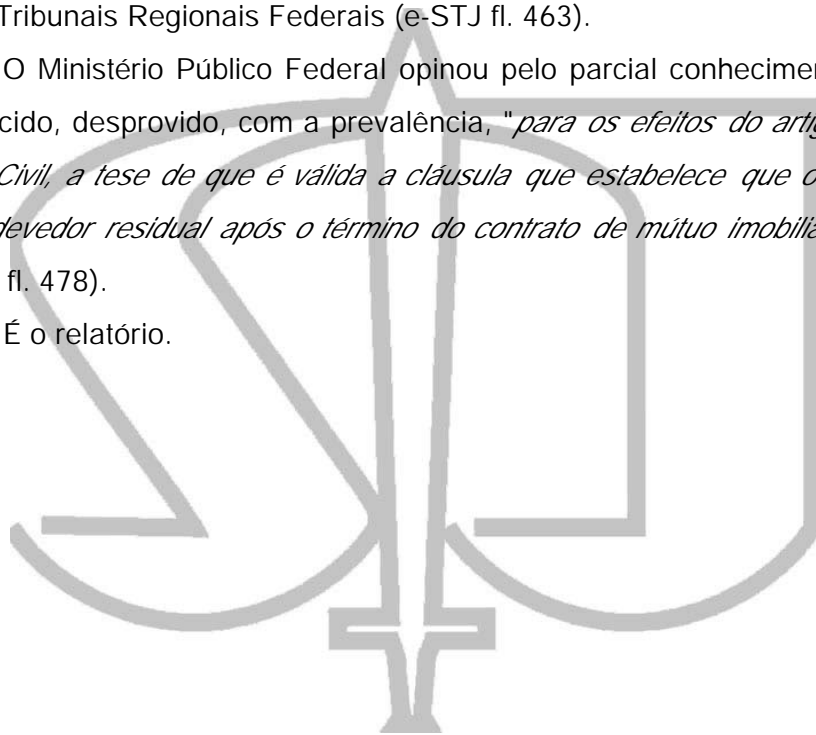 Tribunais Regionais Federais (e-STJ fl. 463).
O Ministério Público Federal opinou pelo parcial conhecimen
cido, desprovido, com a prevalência, "para os efeitos do artig
Civil, a tese de que é válida a cláusula que estabelece que o
devedor residual após o término do contrato de mútuo imobiliá
fl. 478).
É o relatório.